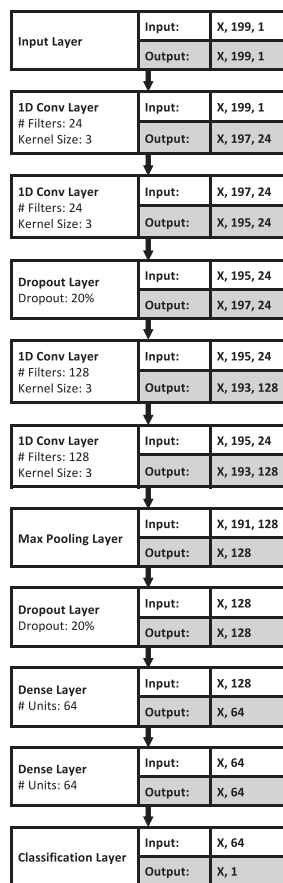 Input Layer
Input: X, 199, 1
Output: X, 199, 1
1D Conv Layer
# Filters: 24
Kernel Size: 3
Input: X, 199, 1
Output: X, 197, 24
1D Conv Layer
# Filters: 24
Kernel Size: 3
Input: X, 197, 24
Output: X, 195, 24
Dropout Layer
Dropout: 20%
Input: X, 195, 24
Output: X, 197, 24
1D Conv Layer
# Filters: 128
Kernel Size: 3
Input: X, 195, 24
Output: X, 193, 128
1D Conv Layer
# Filters: 128
Kernel Size: 3
Input: X, 195, 24
Output: X, 193, 128
Max Pooling Layer
Input: X, 191, 128
Output: X, 128
Dropout Layer
Dropout: 20%
Input: X, 128
Output: X, 128
Dense Layer
# Units: 64
Input: X, 128
Output: X, 64
Dense Layer
# Units: 64
Input: X, 64
Output: X, 64
Classification Layer
Input: X, 64
Output: X, 1